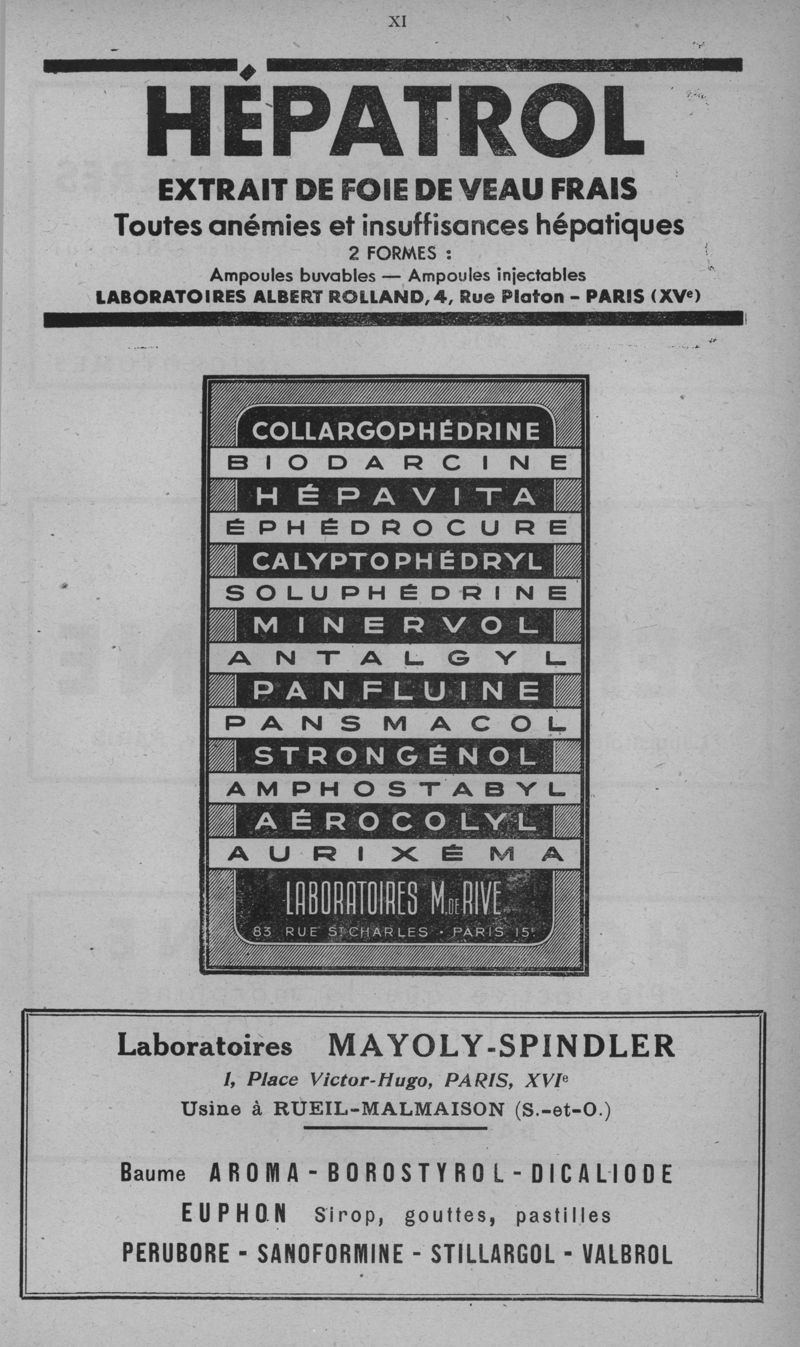 XI
HÉPATROL
EXTRAIT DE FOIE DE VEAU FRAIS
Toutes anémies et insuffisances hépatiques
2 FORMES :
Ampoules buvables — Ampoules injectables
LABORATOIRES ALBERT ROLLAND, 4, Rue Platon - PARIS (XVᵉ)
COLLARGOPHÉDRINE
BIODARCINE
HÉPAVITA
ÉPHÉDROCURE
CALYPTOPHÉDRYL
SOLUPHÉDRINE
MINERVOL
ANTALGYL
PANFLUINE
PANSMACOL
STRONGÉNOL
AMPHOSTABYL
AÉROCOLYL
AURIXÉMA
LABORATOIRES M. DE RIVE
83 RUE Sᵗ CHARLES · PARIS 15ᵉ
Laboratoires MAYOLY-SPINDLER
1, Place Victor-Hugo, PARIS, XVIᵉ
Usine à RUEIL-MALMAISON (S.-et-O.)
Baume AROMA - BOROSTYROL - DICALIODE
EUPHON Sirop, gouttes, pastilles
PERUBORE - SANOFORMINE - STILLARGOL - VALBROL